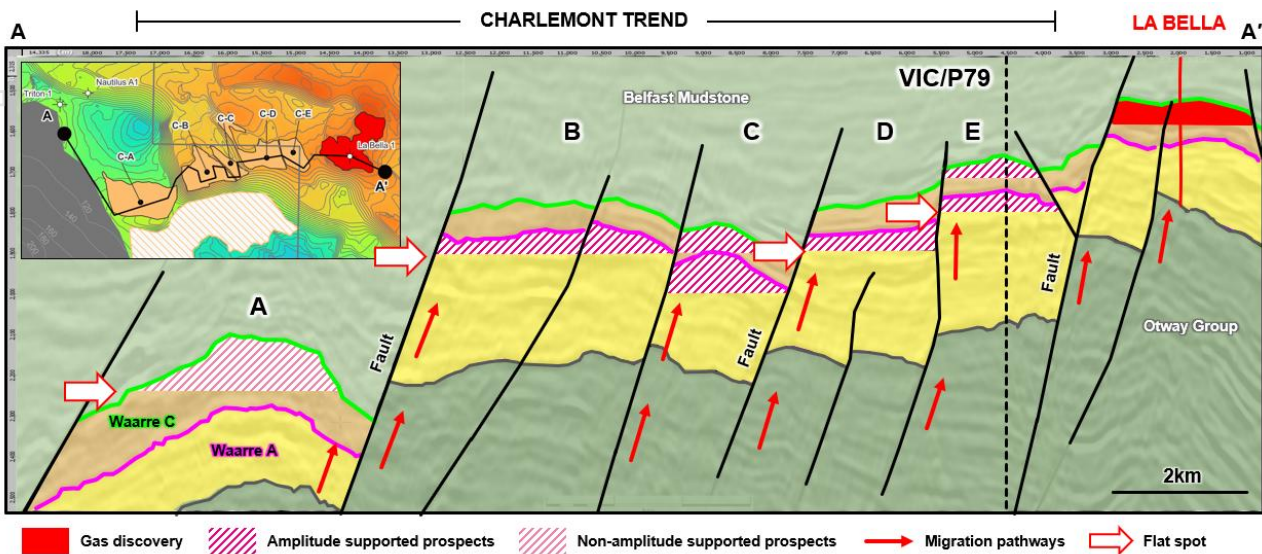 CHARLEMONT TREND
LA BELLA
A
A'
VIC/P79
Belfast Mudstone
Nautilus A1
Triton-1
A
C-A
C-B
C-C
C-D
C-E
La Bella-1
A'
B
C
D
E
A
Fault
Fault
Fault
Otway Group
Waarre C
Waarre A
2km
Gas discovery
Amplitude supported prospects
Non-amplitude supported prospects
Migration pathways
Flat spot